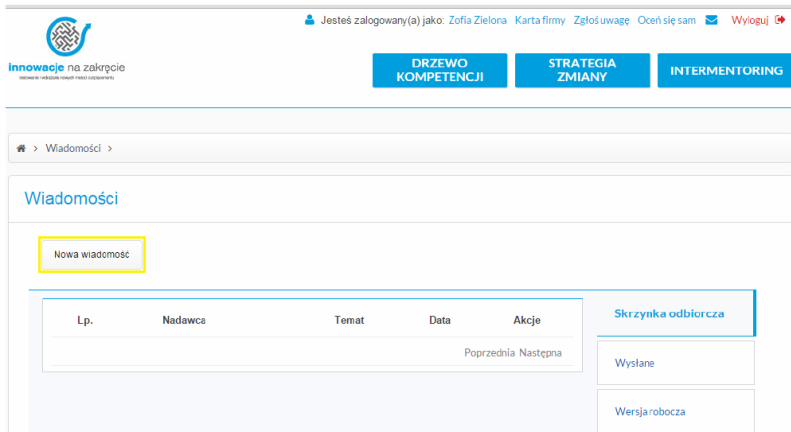 Jesteś zalogowany(a) jako: Zofia Zielona Karta firmy Zgłoś uwagę Oceń się sam Wyloguj
innowacje na zakręcie
DRZEWO KOMPETENCJI
STRATEGIA ZMIANY
INTERMENTORING
> Wiadomości >
Wiadomości
Nowa wiadomość
Lp. Nadawca Temat Data Akcje
Poprzednia Następna
Skrzynka odbiorcza
Wysłane
Wersja robocza